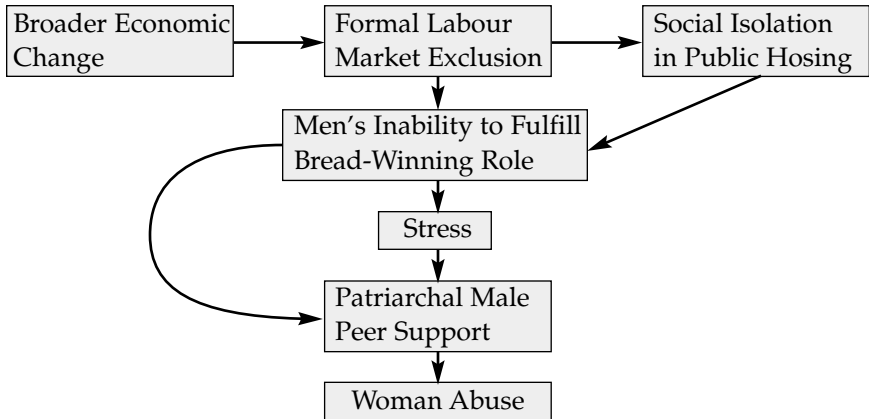 Broader Economic
Change
Formal Labour
Market Exclusion
Social Isolation
in Public Hosing
Men's Inability to Fulfill
Bread-Winning Role
Stress
Patriarchal Male
Peer Support
Woman Abuse